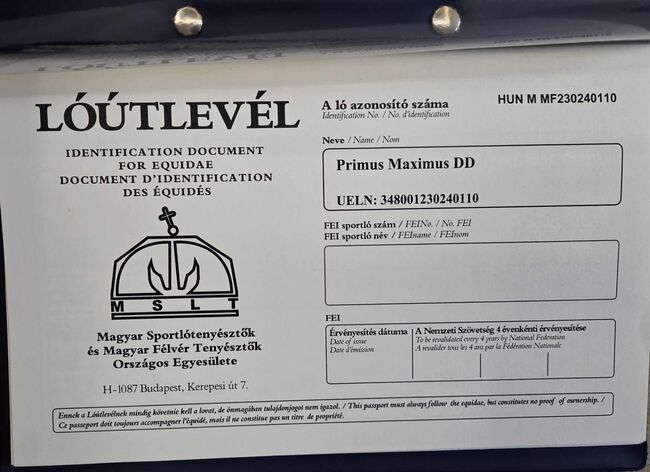 LÓÚTLEVÉL
IDENTIFICATION DOCUMENT
FOR EQUIDAE
DOCUMENT D'IDENTIFICATION
DES ÉQUIDÉS
M S L T
Magyar Sportlótenyésztők
és Magyar Félvér Tenyésztők
Országos Egyesülete
H-1087 Budapest, Kerepesi út 7.
A ló azonosító száma
Identification No. / No. d'identification
HUN M MF230240110
Neve / Name / Nom
Primus Maximus DD
UELN: 348001230240110
FEI sportló szám / FEINo. / No. FEI
FEI sportló név / FEIname / FEInom
FEI
Érvényesítés dátuma
Date of issue
Date d'émission
A Nemzeti Szövetség 4 évenkénti érvényesítése
To be revalidated every 4 years by National Federation
A revalider tous les 4 ans par la Fédération Nationale
Ennek a Lóútlevélnek mindig követnie kell a lovat, de önmagában tulajdonjogot nem igazol. / This passport must always follow the equidae, but constitutes no proof of ownership. /
Ce passeport doit toujours accompagner l'équidé, mais il ne constitue pas un titre de propriété.